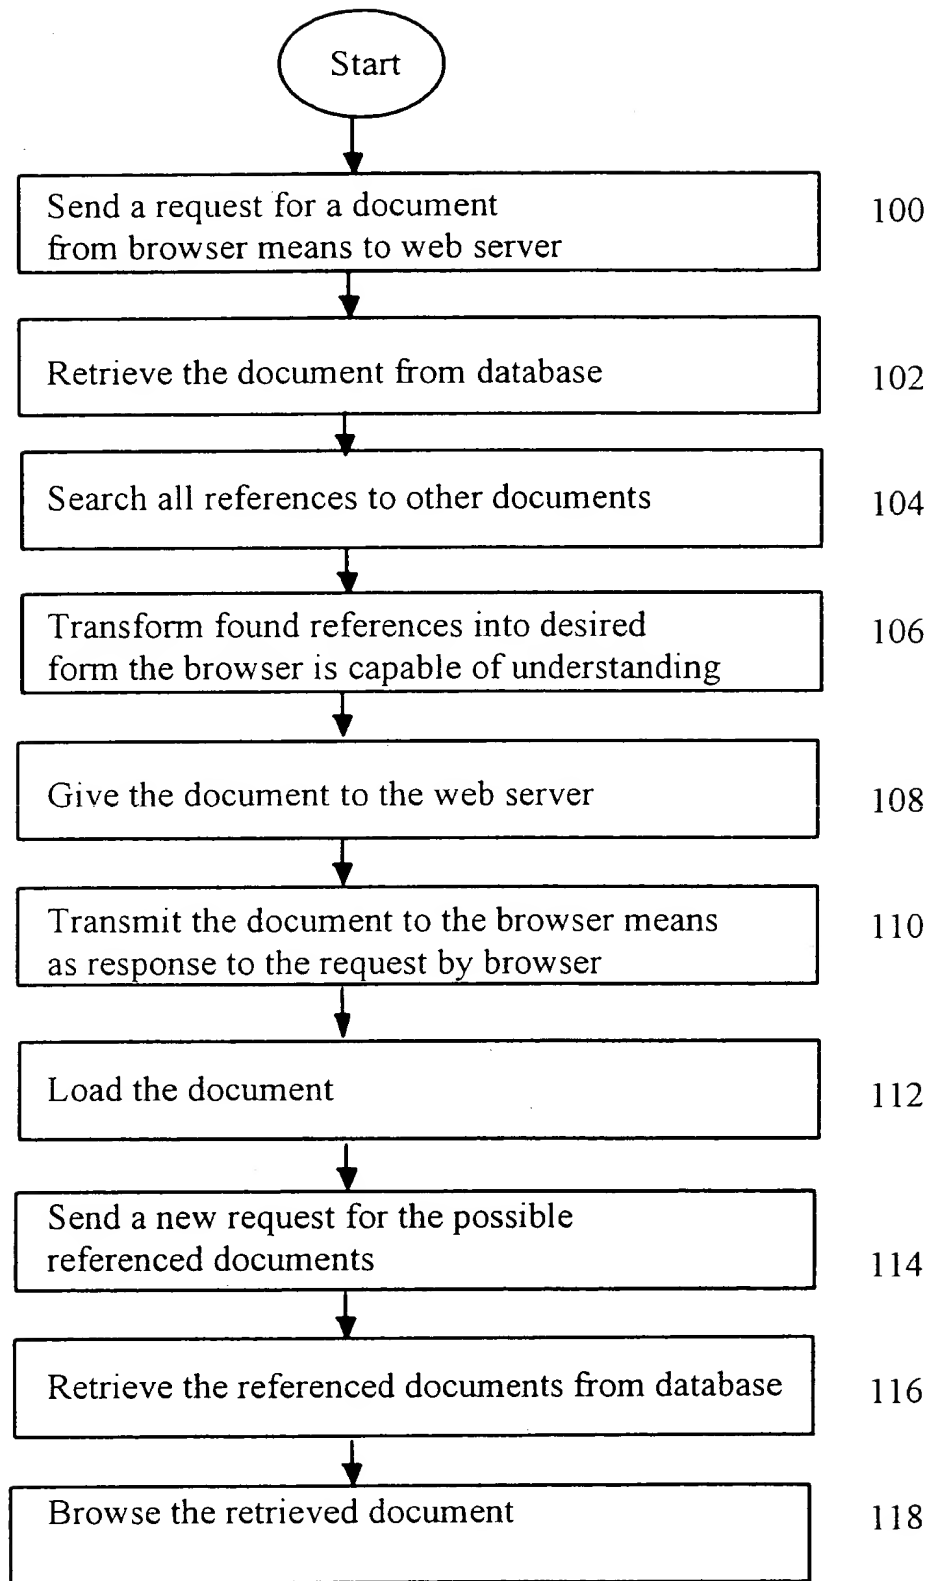 Start
Send a request for a document
from browser means to web server
100
Retrieve the document from database
102
Search all references to other documents
104
Transform found references into desired
form the browser is capable of understanding
106
Give the document to the web server
108
Transmit the document to the browser means
as response to the request by browser
110
Load the document
112
Send a new request for the possible
referenced documents
114
Retrieve the referenced documents from database
116
Browse the retrieved document
118